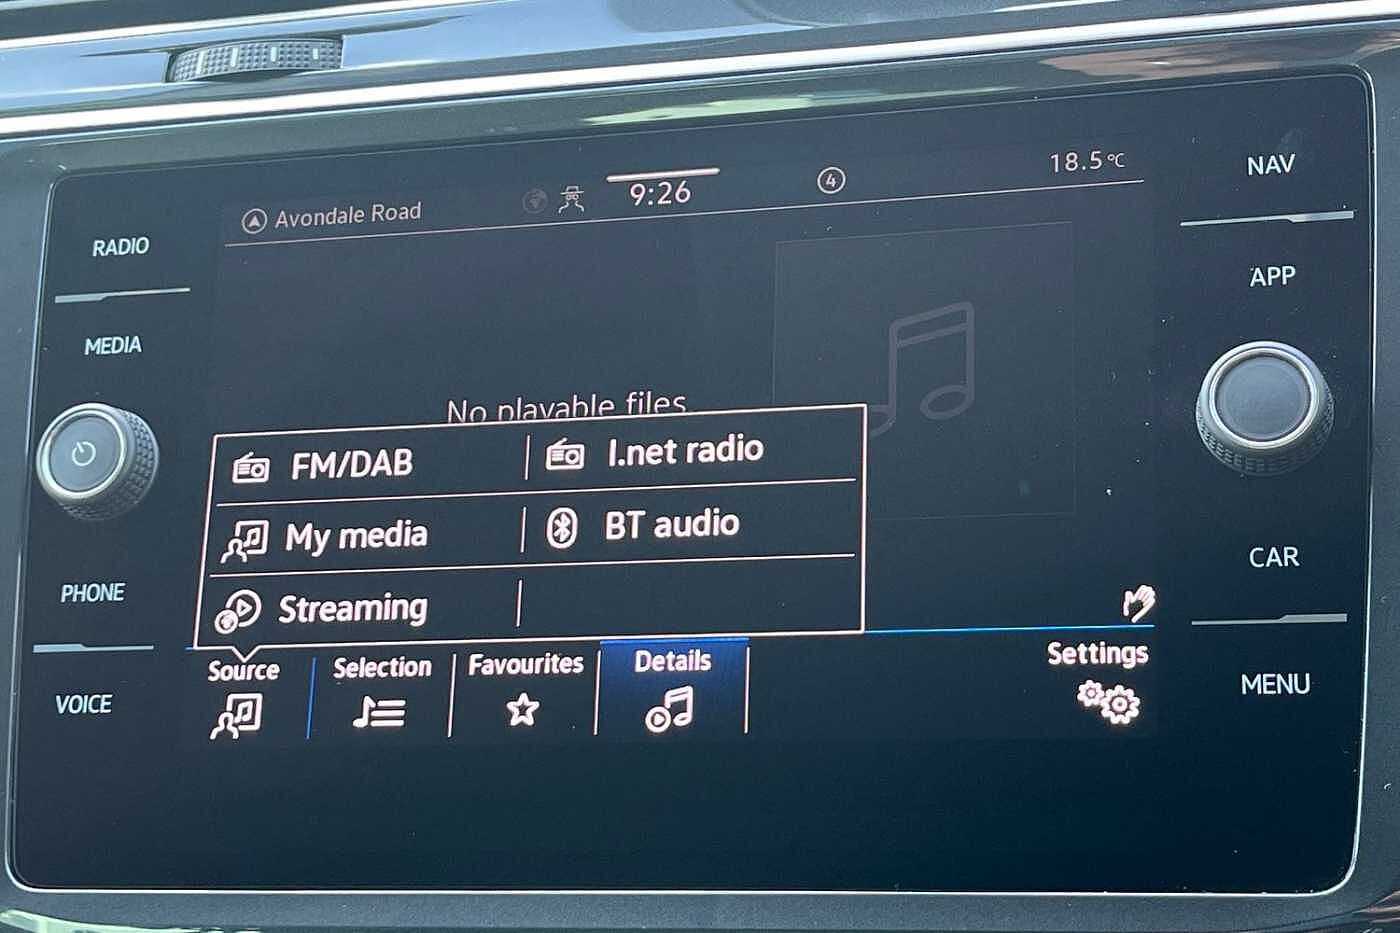 NAV
18.5°C
4
9:26
Avondale Road
RADIO
APP
MEDIA
No playable files.
FM/DAB
I.net radio
My media
BT audio
Streaming
PHONE
CAR
Source
Selection
Favourites
Details
Settings
VOICE
MENU